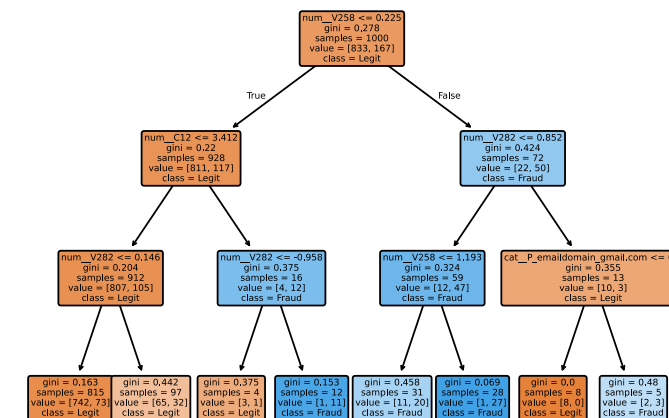 num__V258 <= 0.225
gini = 0.278
samples = 1000
value = [833, 167]
class = Legit
True
False
num__C12 <= 3.412
gini = 0.22
samples = 928
value = [811, 117]
class = Legit
num__V282 <= 0.852
gini = 0.424
samples = 72
value = [22, 50]
class = Fraud
num__V282 <= 0.146
gini = 0.204
samples = 912
value = [807, 105]
class = Legit
num__V282 <= -0.958
gini = 0.375
samples = 16
value = [4, 12]
class = Fraud
num__V258 <= 1.193
gini = 0.324
samples = 59
value = [12, 47]
class = Fraud
cat__P_emaildomain_gmail.com <=
gini = 0.355
samples = 13
value = [10, 3]
class = Legit
gini = 0.163
samples = 815
value = [742, 73]
class = Legit
gini = 0.442
samples = 97
value = [65, 32]
class = Legit
gini = 0.375
samples = 4
value = [3, 1]
class = Legit
gini = 0.153
samples = 12
value = [1, 11]
class = Fraud
gini = 0.458
samples = 31
value = [11, 20]
class = Fraud
gini = 0.069
samples = 28
value = [1, 27]
class = Fraud
gini = 0.0
samples = 8
value = [8, 0]
class = Legit
gini = 0.48
samples = 5
value = [2, 3]
class = Fraud